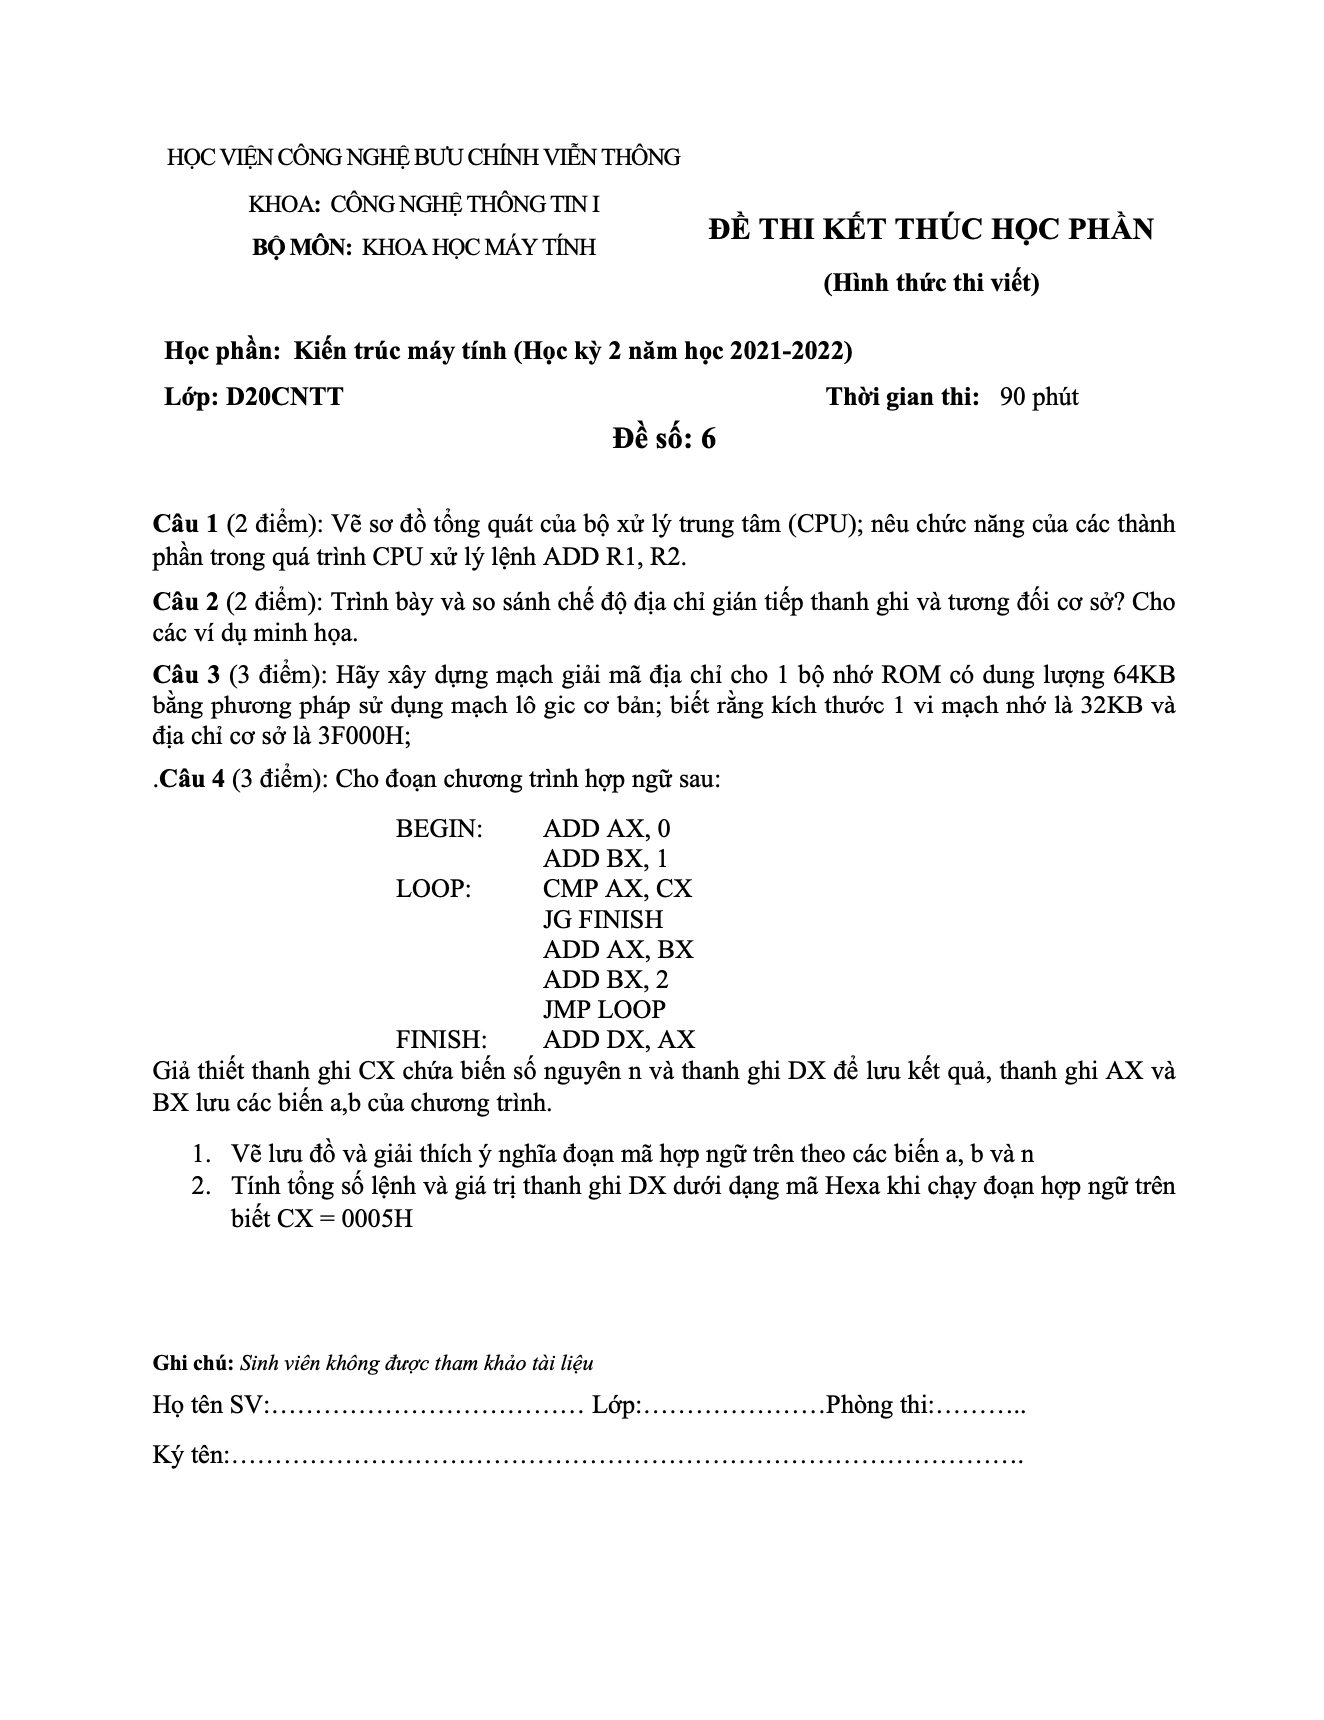 HỌC VIỆN CÔNG NGHỆ BƯU CHÍNH VIỄN THÔNG
KHOA: CÔNG NGHỆ THÔNG TIN I
BỘ MÔN: KHOA HỌC MÁY TÍNH
ĐỀ THI KẾT THÚC HỌC PHẦN
(Hình thức thi viết)
Học phần: Kiến trúc máy tính (Học kỳ 2 năm học 2021-2022)
Lớp: D20CNTT Thời gian thi: 90 phút
Đề số: 6
Câu 1 (2 điểm): Vẽ sơ đồ tổng quát của bộ xử lý trung tâm (CPU); nêu chức năng của các thành
phần trong quá trình CPU xử lý lệnh ADD R1, R2.
Câu 2 (2 điểm): Trình bày và so sánh chế độ địa chỉ gián tiếp thanh ghi và tương đối cơ sở? Cho
các ví dụ minh họa.
Câu 3 (3 điểm): Hãy xây dựng mạch giải mã địa chỉ cho 1 bộ nhớ ROM có dung lượng 64KB
bằng phương pháp sử dụng mạch lô gic cơ bản; biết rằng kích thước 1 vi mạch nhớ là 32KB và
địa chỉ cơ sở là 3F000H;
.Câu 4 (3 điểm): Cho đoạn chương trình hợp ngữ sau:
BEGIN: ADD AX, 0
ADD BX, 1
LOOP: CMP AX, CX
JG FINISH
ADD AX, BX
ADD BX, 2
JMP LOOP
FINISH: ADD DX, AX
Giả thiết thanh ghi CX chứa biến số nguyên n và thanh ghi DX để lưu kết quả, thanh ghi AX và
BX lưu các biến a,b của chương trình.
1. Vẽ lưu đồ và giải thích ý nghĩa đoạn mã hợp ngữ trên theo các biến a, b và n
2. Tính tổng số lệnh và giá trị thanh ghi DX dưới dạng mã Hexa khi chạy đoạn hợp ngữ trên
biết CX = 0005H
Ghi chú: Sinh viên không được tham khảo tài liệu
Họ tên SV:……………………………… Lớp:…………………Phòng thi:………..
Ký tên:……………………………………………………………………………….